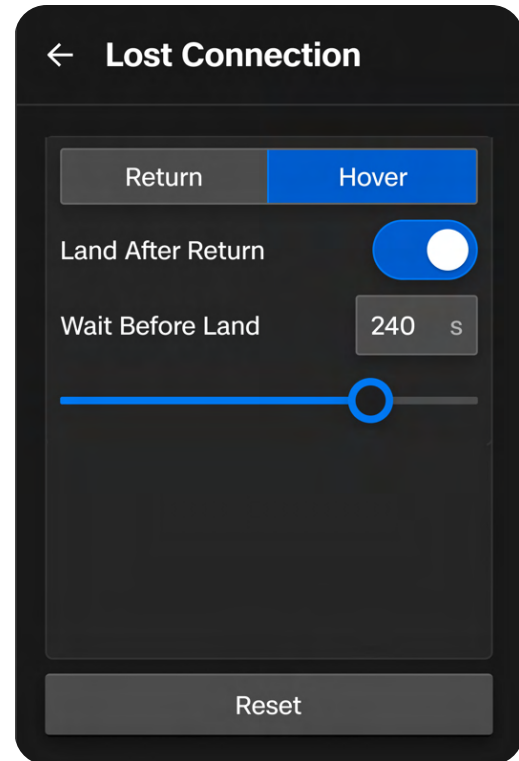 Lost Connection
Return Hover
Land After Return
Wait Before Land 240 s
Reset